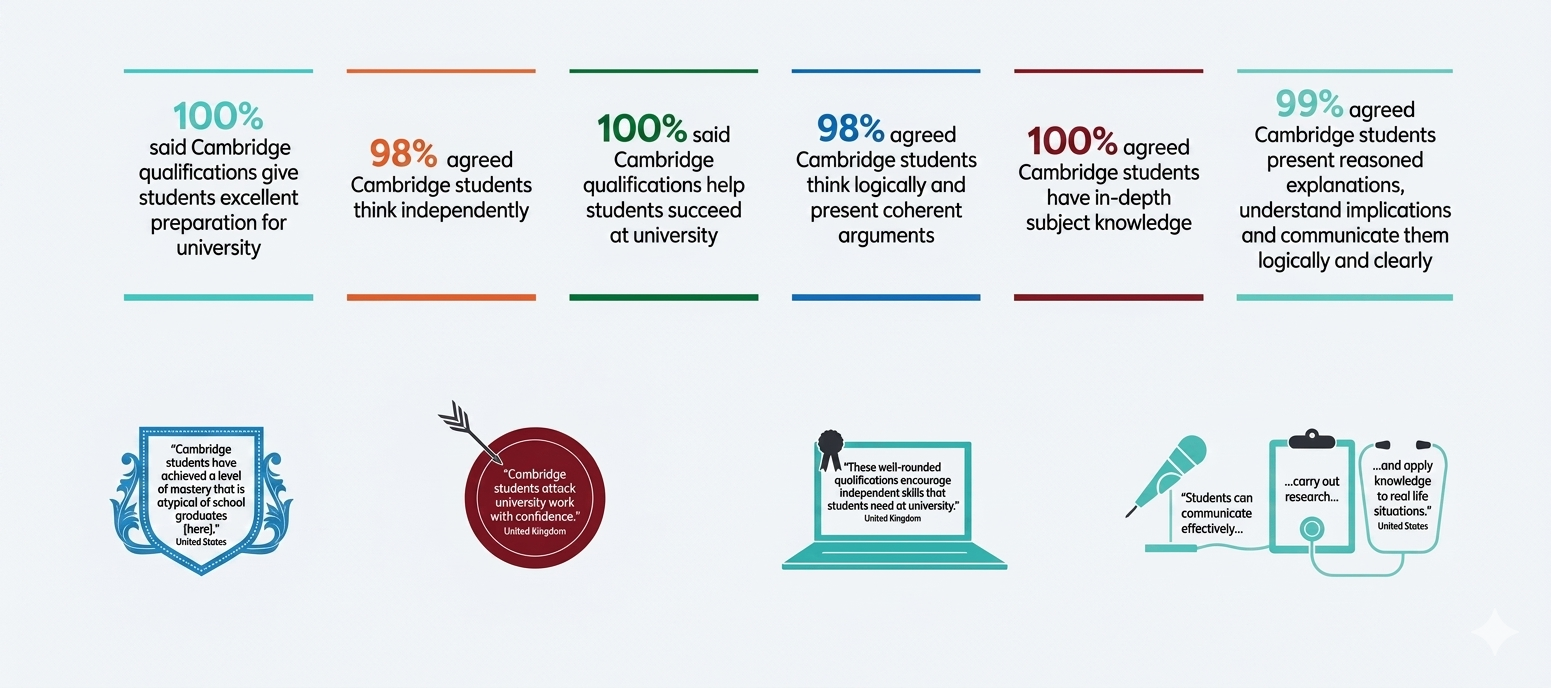 100%
said Cambridge
qualifications give
students excellent
preparation for
university
98% agreed
Cambridge students
think independently
100% said
Cambridge
qualifications help
students succeed
at university
98% agreed
Cambridge students
think logically and
present coherent
arguments
100% agreed
Cambridge students
have in-depth
subject knowledge
99% agreed
Cambridge students
present reasoned
explanations,
understand implications
and communicate them
logically and clearly
“Cambridge
students have
achieved a level
of mastery that is
atypical of school
graduates
[here].”
United States
“Cambridge
students attack
university work
with confidence.”
United Kingdom
“These well-rounded
quolifications encouroge
independent skills that
students need at university.”
United Kingdom
“Students can
communicate
effectively...
...carry out
research...
...and apply
knowledge
to real life
situations.”
United States